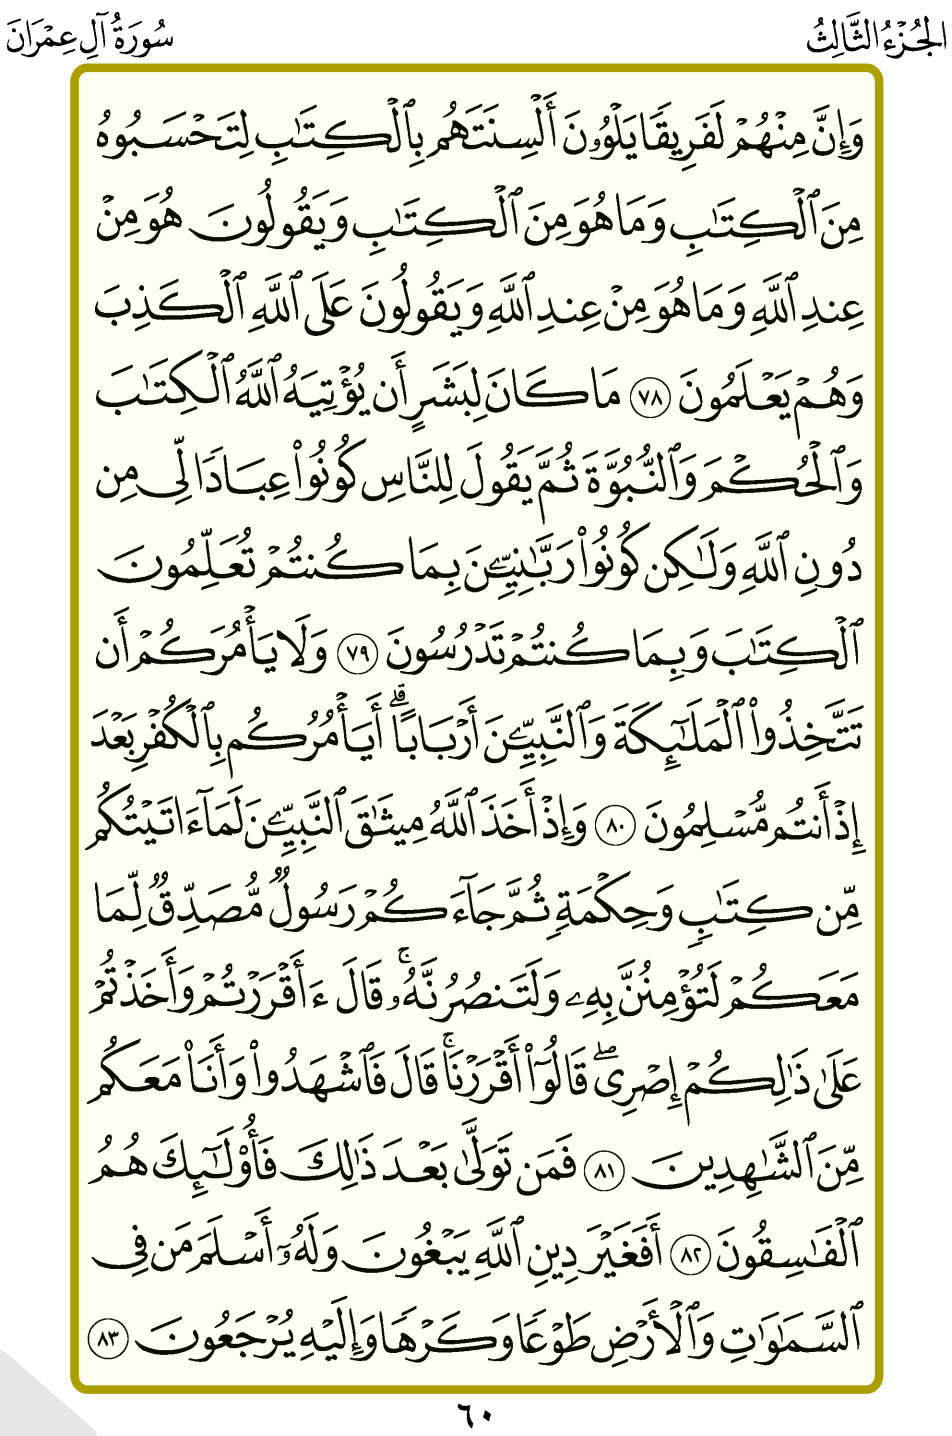 الجُزْءُ الثَّالِثُ
سُورَةُ آلِ عِمْرَانَ
وَإِنَّ مِنْهُمْ لَفَرِيقًا يَلْوُۥنَ أَلْسِنَتَهُم بِٱلْكِتَٰبِ لِتَحْسَبُوهُ
مِنَ ٱلْكِتَٰبِ وَمَا هُوَ مِنَ ٱلْكِتَٰبِ وَيَقُولُونَ هُوَ مِنْ
عِندِ ٱللَّهِ وَمَا هُوَ مِنْ عِندِ ٱللَّهِ وَيَقُولُونَ عَلَى ٱللَّهِ ٱلْكَذِبَ
وَهُمْ يَعْلَمُونَ ٧٨ مَا كَانَ لِبَشَرٍ أَن يُؤْتِيَهُ ٱللَّهُ ٱلْكِتَٰبَ
وَٱلْحُكْمَ وَٱلنُّبُوَّةَ ثُمَّ يَقُولَ لِلنَّاسِ كُونُوا۟ عِبَادًا لِّى مِن
دُونِ ٱللَّهِ وَلَٰكِن كُونُوا۟ رَبَّٰنِيِّۦنَ بِمَا كُنتُمْ تُعَلِّمُونَ
ٱلْكِتَٰبَ وَبِمَا كُنتُمْ تَدْرُسُونَ ٧٩ وَلَا يَأْمُرَكُمْ أَن
تَتَّخِذُوا۟ ٱلْمَلَٰٓئِكَةَ وَٱلنَّبِيِّۦنَ أَرْبَابًا ۗ أَيَأْمُرُكُم بِٱلْكُفْرِ بَعْدَ
إِذْ أَنتُم مُّسْلِمُونَ ٨٠ وَإِذْ أَخَذَ ٱللَّهُ مِيثَٰقَ ٱلنَّبِيِّۦنَ لَمَآ ءَاتَيْتُكُم
مِّن كِتَٰبٍ وَحِكْمَةٍ ثُمَّ جَآءَكُمْ رَسُولٌ مُّصَدِّقٌ لِّمَا
مَعَكُمْ لَتُؤْمِنُنَّ بِهِۦ وَلَتَنصُرُنَّهُۥ ۚ قَالَ ءَأَقْرَرْتُمْ وَأَخَذْتُمْ
عَلَىٰ ذَٰلِكُمْ إِصْرِى ۖ قَالُوٓا۟ أَقْرَرْنَا ۚ قَالَ فَٱشْهَدُوا۟ وَأَنَا۠ مَعَكُم
مِّنَ ٱلشَّٰهِدِينَ ٨١ فَمَن تَوَلَّىٰ بَعْدَ ذَٰلِكَ فَأُو۟لَٰٓئِكَ هُمُ
ٱلْفَٰسِقُونَ ٨٢ أَفَغَيْرَ دِينِ ٱللَّهِ يَبْغُونَ وَلَهُۥٓ أَسْلَمَ مَن فِى
ٱلسَّمَٰوَٰتِ وَٱلْأَرْضِ طَوْعًا وَكَرْهًا وَإِلَيْهِ يُرْجَعُونَ ٨٣
٦٠